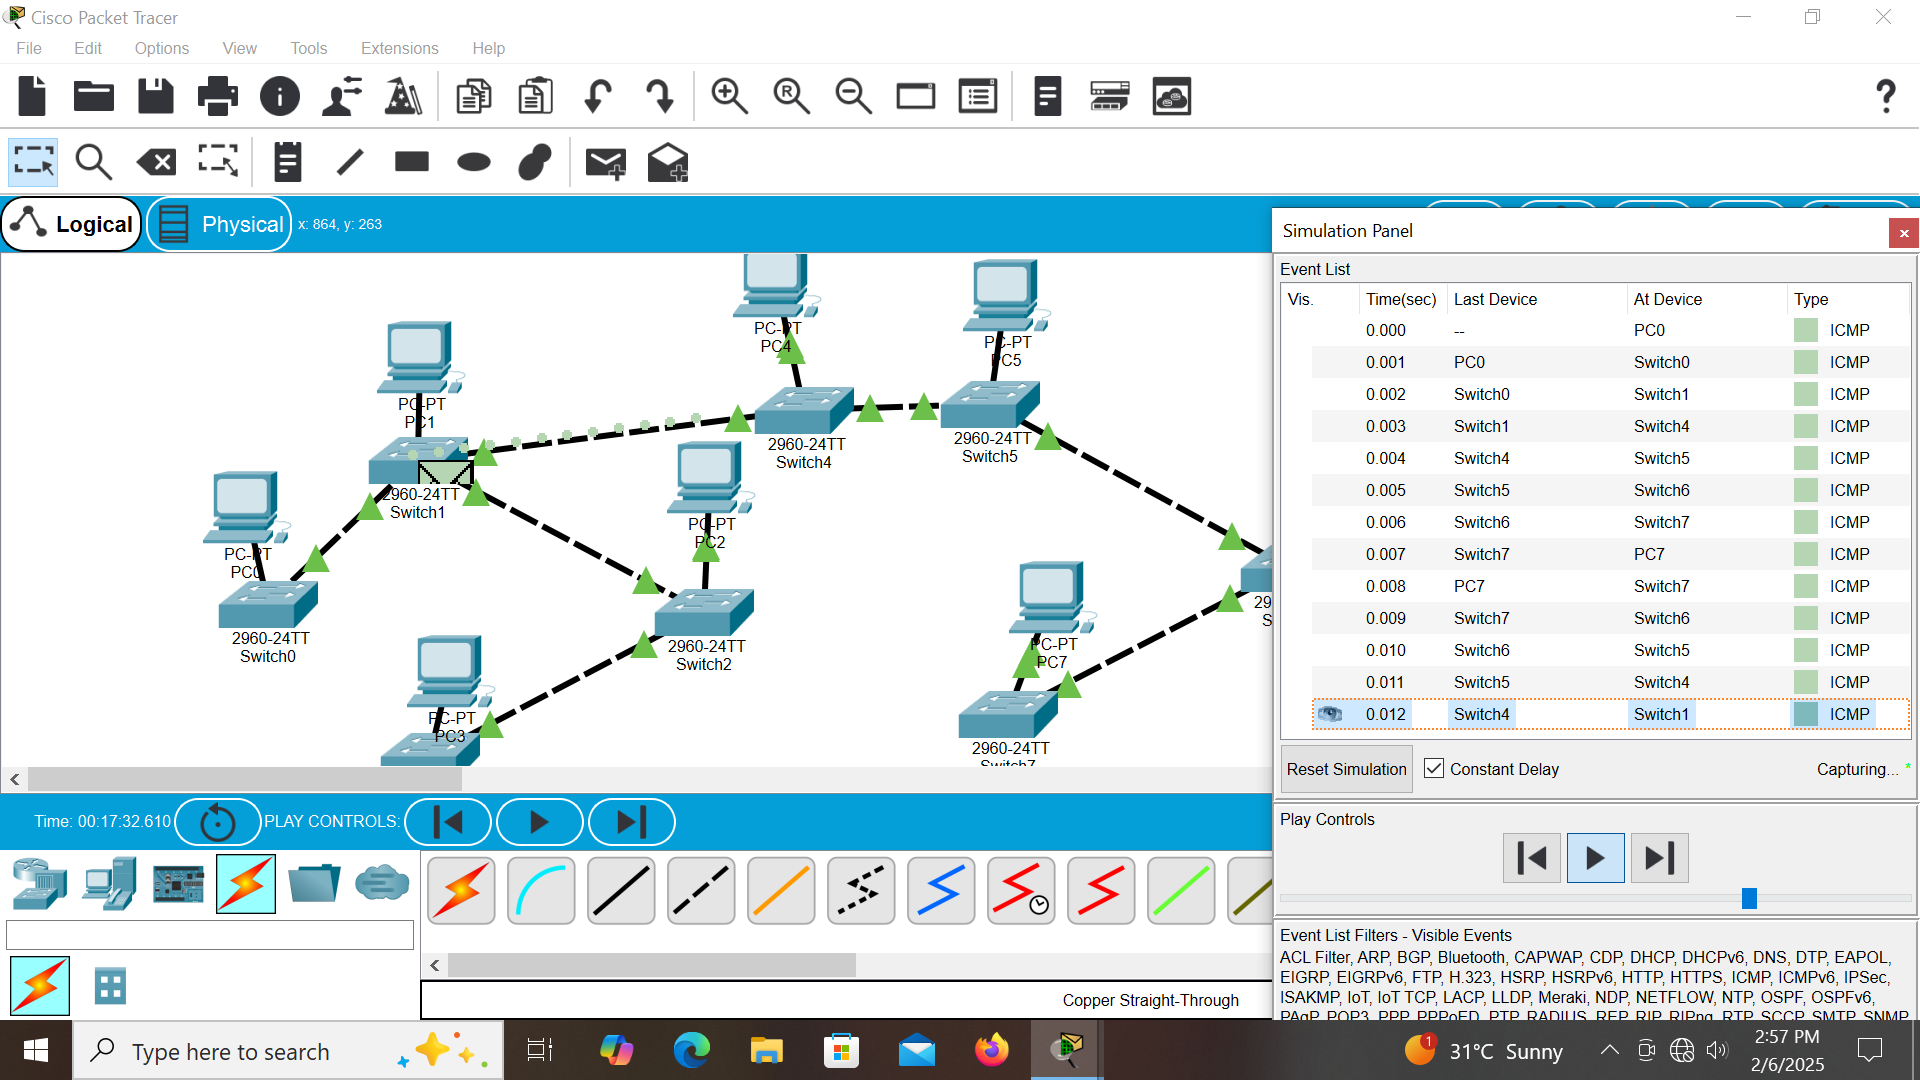 Cisco Packet Tracer
File Edit Options View Tools Extensions Help
Logical
Physical
x: 864, y: 263
PC-PT
PC4
PC-PT
PC5
PC-PT
PC1
2960-24TT
Switch4
2960-24TT
Switch5
2960-24TT
Switch1
PC-PT
PC2
PC-PT
PC0
2960-24TT
Switch0
2960-24TT
Switch2
PC-PT
PC7
PC-PT
PC3
2960-24TT
Switch7
29
S
Simulation Panel
Event List
Vis. Time(sec) Last Device At Device Type
0.000 -- PC0 ICMP
0.001 PC0 Switch0 ICMP
0.002 Switch0 Switch1 ICMP
0.003 Switch1 Switch4 ICMP
0.004 Switch4 Switch5 ICMP
0.005 Switch5 Switch6 ICMP
0.006 Switch6 Switch7 ICMP
0.007 Switch7 PC7 ICMP
0.008 PC7 Switch7 ICMP
0.009 Switch7 Switch6 ICMP
0.010 Switch6 Switch5 ICMP
0.011 Switch5 Switch4 ICMP
0.012 Switch4 Switch1 ICMP
Reset Simulation Constant Delay Capturing... *
Play Controls
Event List Filters - Visible Events
ACL Filter, ARP, BGP, Bluetooth, CAPWAP, CDP, DHCP, DHCPv6, DNS, DTP, EAPOL,
EIGRP, EIGRPv6, FTP, H.323, HSRP, HSRPv6, HTTP, HTTPS, ICMP, ICMPv6, IPSec,
ISAKMP, IoT, IoT TCP, LACP, LLDP, Meraki, NDP, NETFLOW, NTP, OSPF, OSPFv6,
PAgP, POP3, PPP, PPPoED, PTP, RADIUS, REP, RIP, RIPng, RTP, SCCP, SMTP, SNMP
Time: 00:17:32.610 PLAY CONTROLS:
Copper Straight-Through
Type here to search
1
31°C Sunny
2:57 PM
2/6/2025